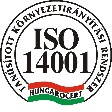 TANÚSÍTOTT KÖRNYEZETIRÁNYÍTÁSI RENDSZER
ISO
14001
HUNGAROCERT